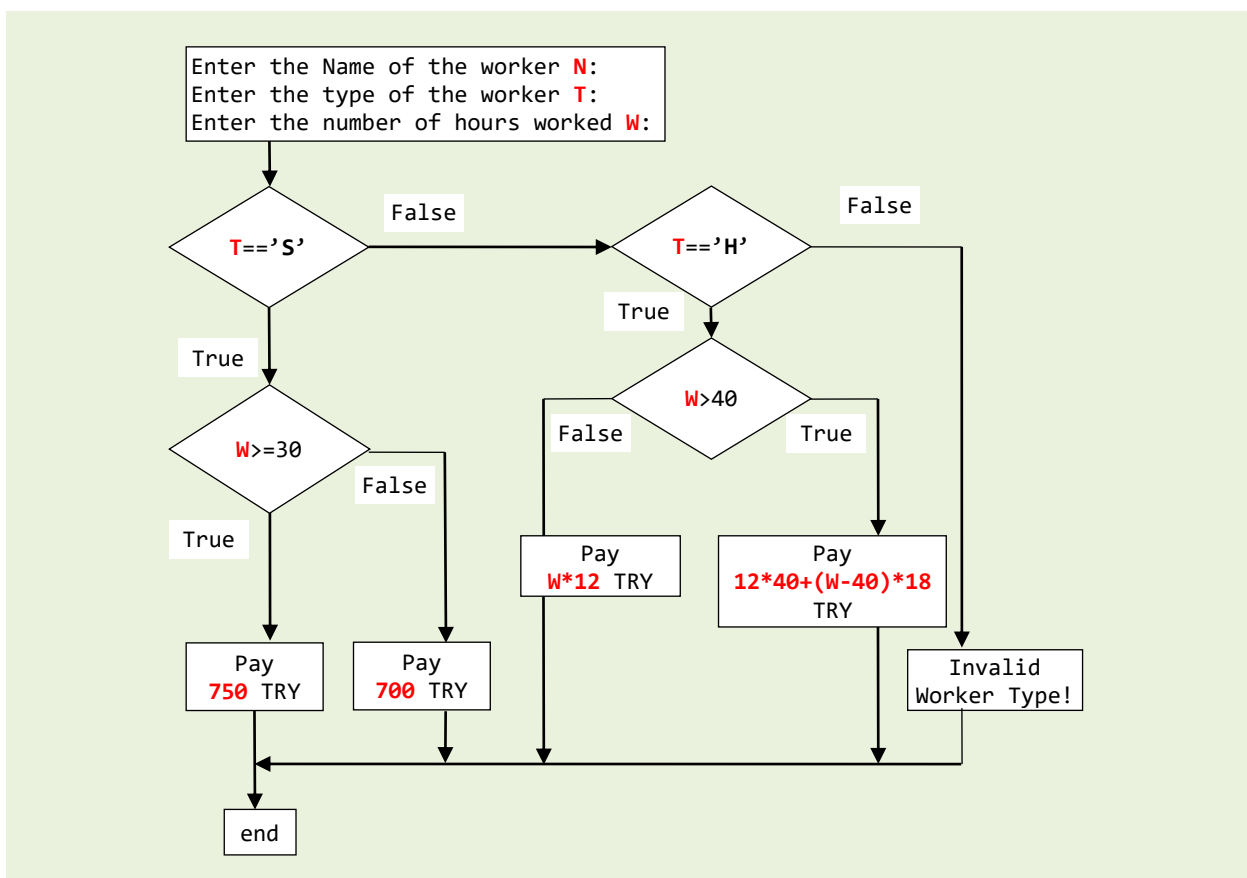 Enter the Name of the worker N:
Enter the type of the worker T:
Enter the number of hours worked W:
False
False
T==’S’
T==’H’
True
True
W>40
False
True
W>=30
False
True
Pay
W*12 TRY
Pay
12*40+(W-40)*18
TRY
Pay
750 TRY
Pay
700 TRY
Invalid
Worker Type!
end